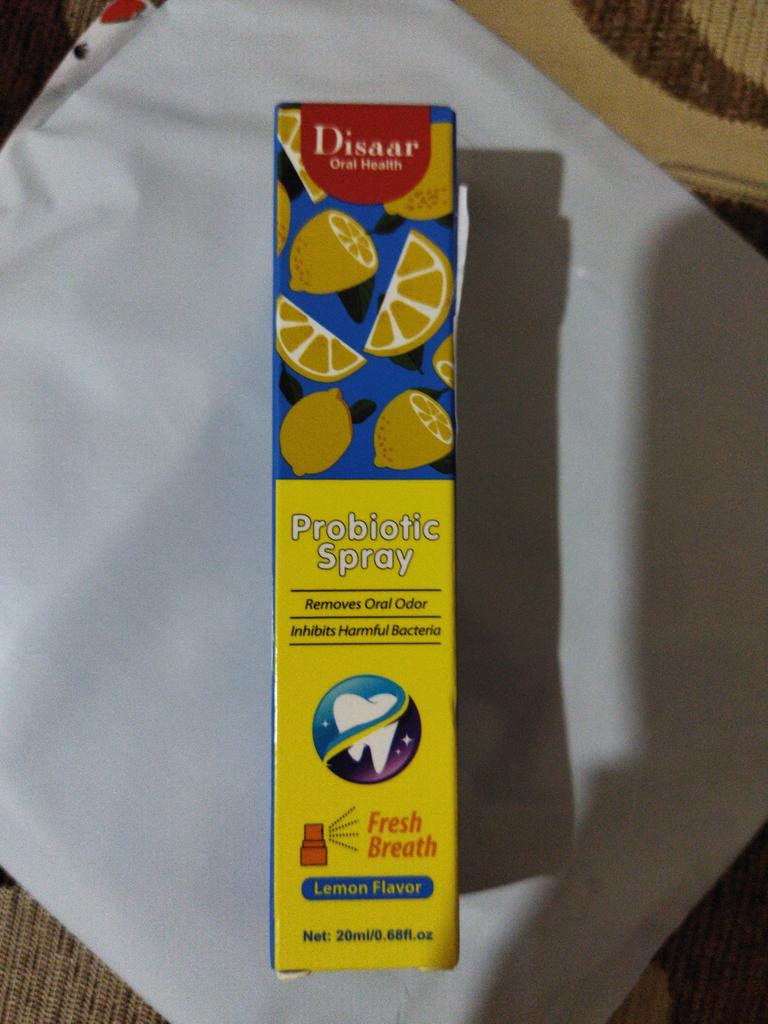 Disaar
Oral Health
Probiotic
Spray
Removes Oral Odor
Inhibits Harmful Bacteria
Fresh
Breath
Lemon Flavor
Net: 20ml/0.68fl.oz